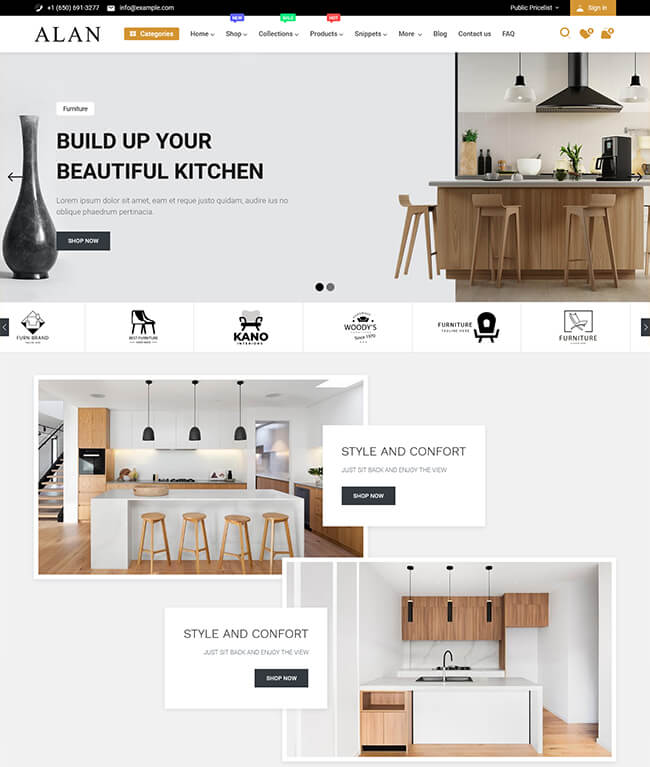 +1 (650) 691-3277 info@example.com Public Pricelist Sign in
NEW SALE HOT
ALAN Categories Home Shop Collections Products Snippets More Blog Contact us FAQ
Furniture
BUILD UP YOUR
BEAUTIFUL KITCHEN
Lorem ipsum dolor sit amet, eam et reque justo quidam, audire ius no
oblique phaedrum pertinacia.
SHOP NOW
FURN BRAND
BEST FURNITURE
KANO
INTERIORS
WOODY'S
Since 1970
FURNITURE
TAGLINE HERE
FURNITURE
STYLE AND CONFORT
JUST SIT BACK AND ENJOY THE VIEW
SHOP NOW
STYLE AND CONFORT
JUST SIT BACK AND ENJOY THE VIEW
SHOP NOW